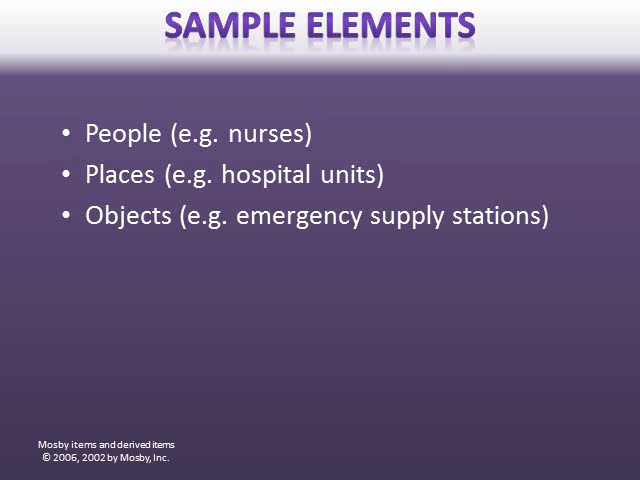 SAMPLE ELEMENTS
• People (e.g. nurses)
• Places (e.g. hospital units)
• Objects (e.g. emergency supply stations)
Mosby items and derived items
© 2006, 2002 by Mosby, Inc.